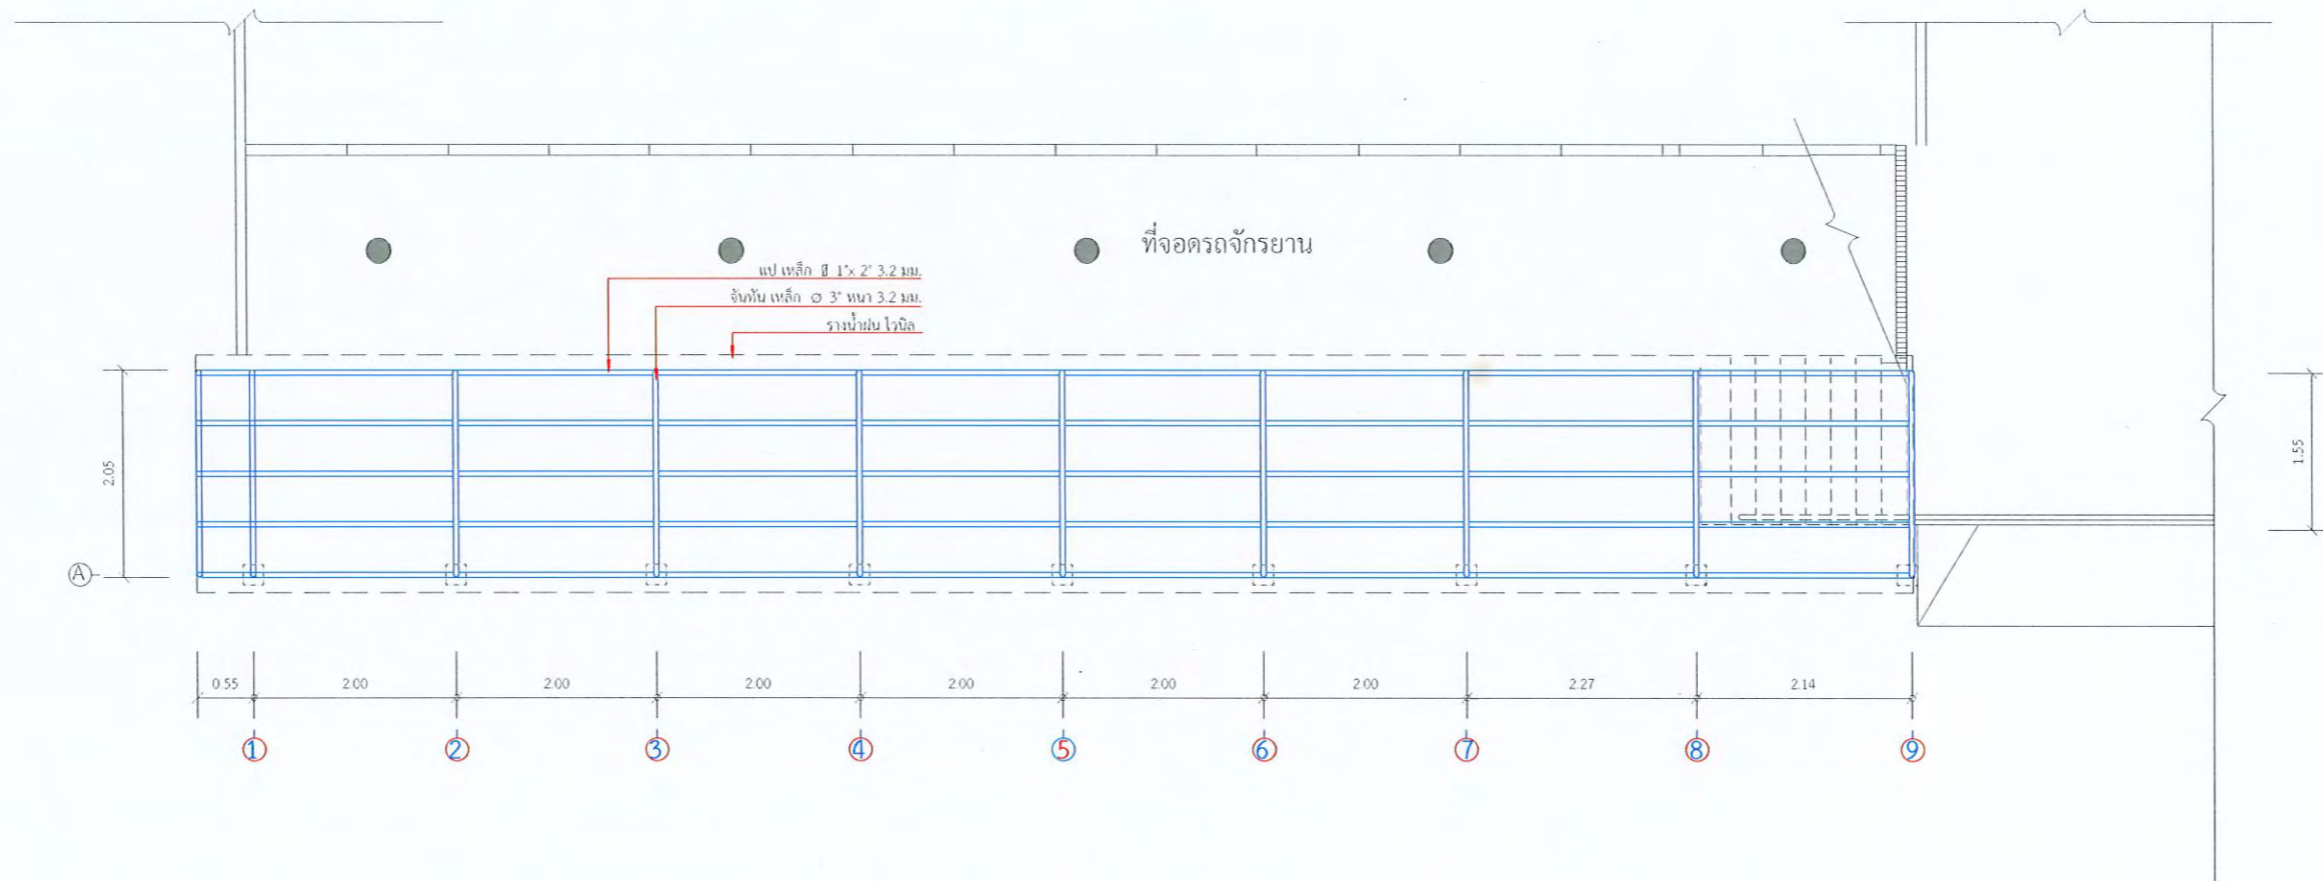 ที่จอดรถจักรยาน
แป เหล็ก 1"x 2" 3.2 มม.
จันทัน เหล็ก ⌀ 3" หนา 3.2 มม.
รางน้ำฝน ไวนิล
2.05
1.55
A
0.55 2.00 2.00 2.00 2.00 2.00 2.00 2.27 2.14
1 2 3 4 5 6 7 8 9